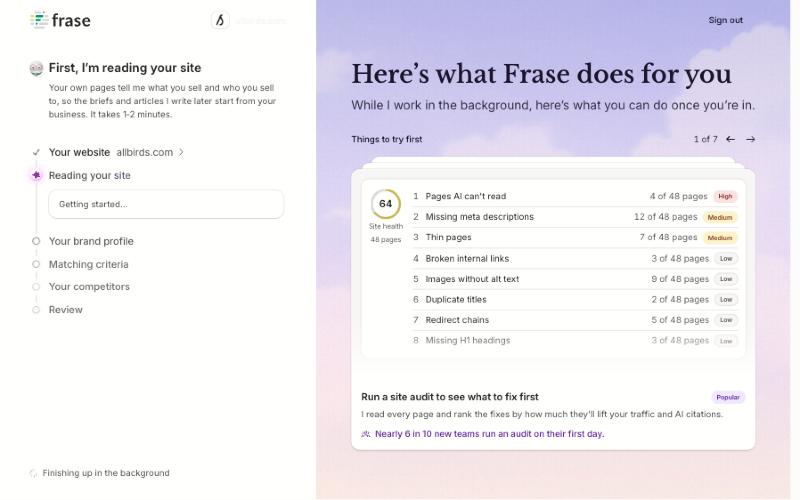 frase
allbirds.com
Sign out
First, I'm reading your site
Your own pages tell me what you sell and who you sell
to, so the briefs and articles I write later start from your
business. It takes 1-2 minutes.
Your website allbirds.com
Reading your site
Getting started...
Your brand profile
Matching criteria
Your competitors
Review
Finishing up in the background
Here's what Frase does for you
While I work in the background, here's what you can do once you're in.
Things to try first
1 of 7
64
Site health
48 pages
1 Pages AI can't read 4 of 48 pages High
2 Missing meta descriptions 12 of 48 pages Medium
3 Thin pages 7 of 48 pages Medium
4 Broken internal links 3 of 48 pages Low
5 Images without alt text 9 of 48 pages Low
6 Duplicate titles 2 of 48 pages Low
7 Redirect chains 5 of 48 pages Low
8 Missing H1 headings 3 of 48 pages Low
Run a site audit to see what to fix first
Popular
I read every page and rank the fixes by how much they'll lift your traffic and AI citations.
Nearly 6 in 10 new teams run an audit on their first day.